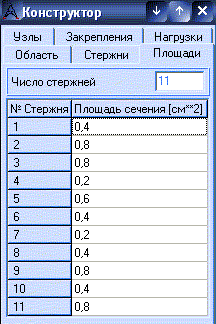 Конструктор
Узлы Закрепления Нагрузки
Область Стержни Площади
Число стержней 11
№ Стержня Площадь сечения [см**2]
1 0,4
2 0,8
3 0,8
4 0,2
5 0,6
6 0,4
7 0,2
8 0,4
9 0,8
10 0,4
11 0,8